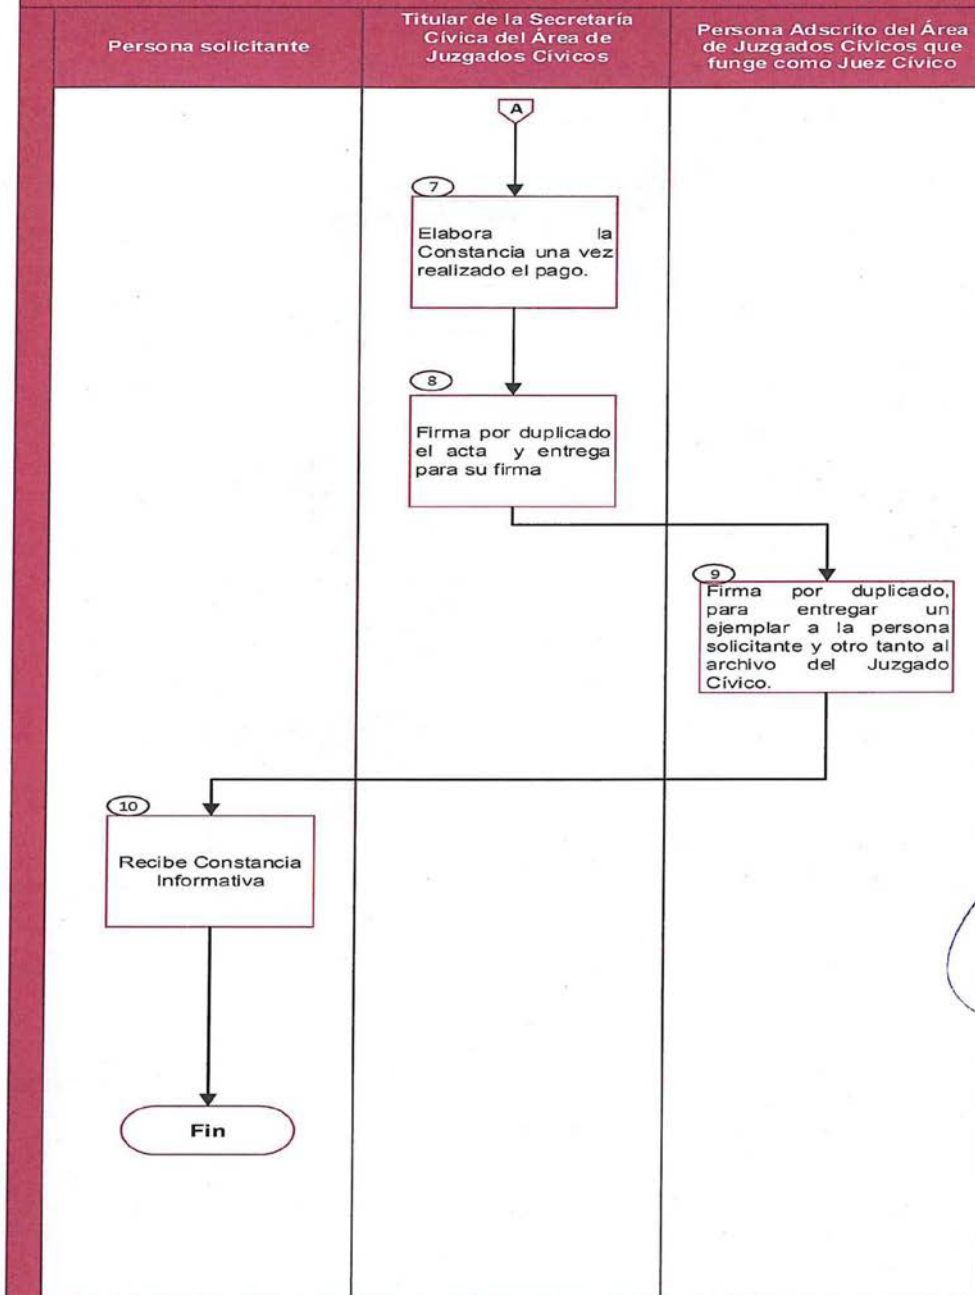 Persona solicitante
Titular de la Secretaría
Cívica del Área de
Juzgados Cívicos
Persona Adscrito del Área
de Juzgados Cívicos que
funge como Juez Cívico
A
7
Elabora la
Constancia una vez
realizado el pago.
8
Firma por duplicado
el acta y entrega
para su firma
9
Firma por duplicado,
para entregar un
ejemplar a la persona
solicitante y otro tanto al
archivo del Juzgado
Cívico.
10
Recibe Constancia
Informativa
Fin